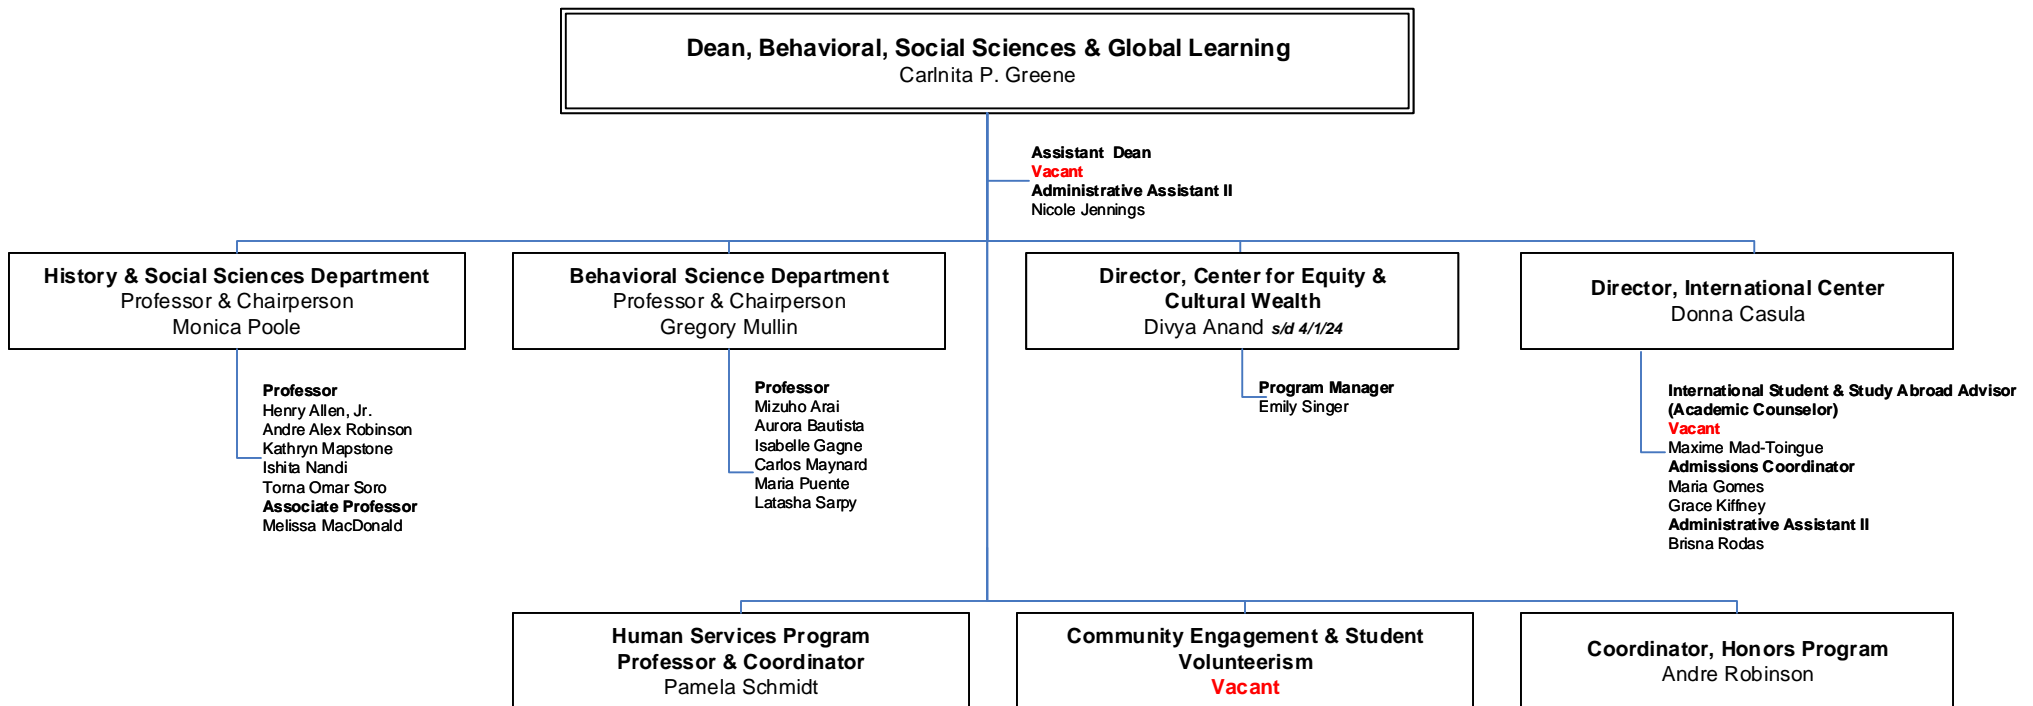 Dean, Behavioral, Social Sciences & Global Learning
Carlnita P. Greene
Assistant Dean
Vacant
Administrative Assistant II
Nicole Jennings
History & Social Sciences Department
Professor & Chairperson
Monica Poole
Behavioral Science Department
Professor & Chairperson
Gregory Mullin
Director, Center for Equity &
Cultural Wealth
Divya Anand s/d 4/1/24
Director, International Center
Donna Casula
Professor
Henry Allen, Jr.
Andre Alex Robinson
Kathryn Mapstone
Ishita Nandi
Torna Omar Soro
Associate Professor
Melissa MacDonald
Professor
Mizuho Arai
Aurora Bautista
Isabelle Gagne
Carlos Maynard
Maria Puente
Latasha Sarpy
Program Manager
Emily Singer
International Student & Study Abroad Advisor
(Academic Counselor)
Vacant
Maxime Mad-Toingue
Admissions Coordinator
Maria Gomes
Grace Kiffney
Administrative Assistant II
Brisna Rodas
Human Services Program
Professor & Coordinator
Pamela Schmidt
Community Engagement & Student
Volunteerism
Vacant
Coordinator, Honors Program
Andre Robinson